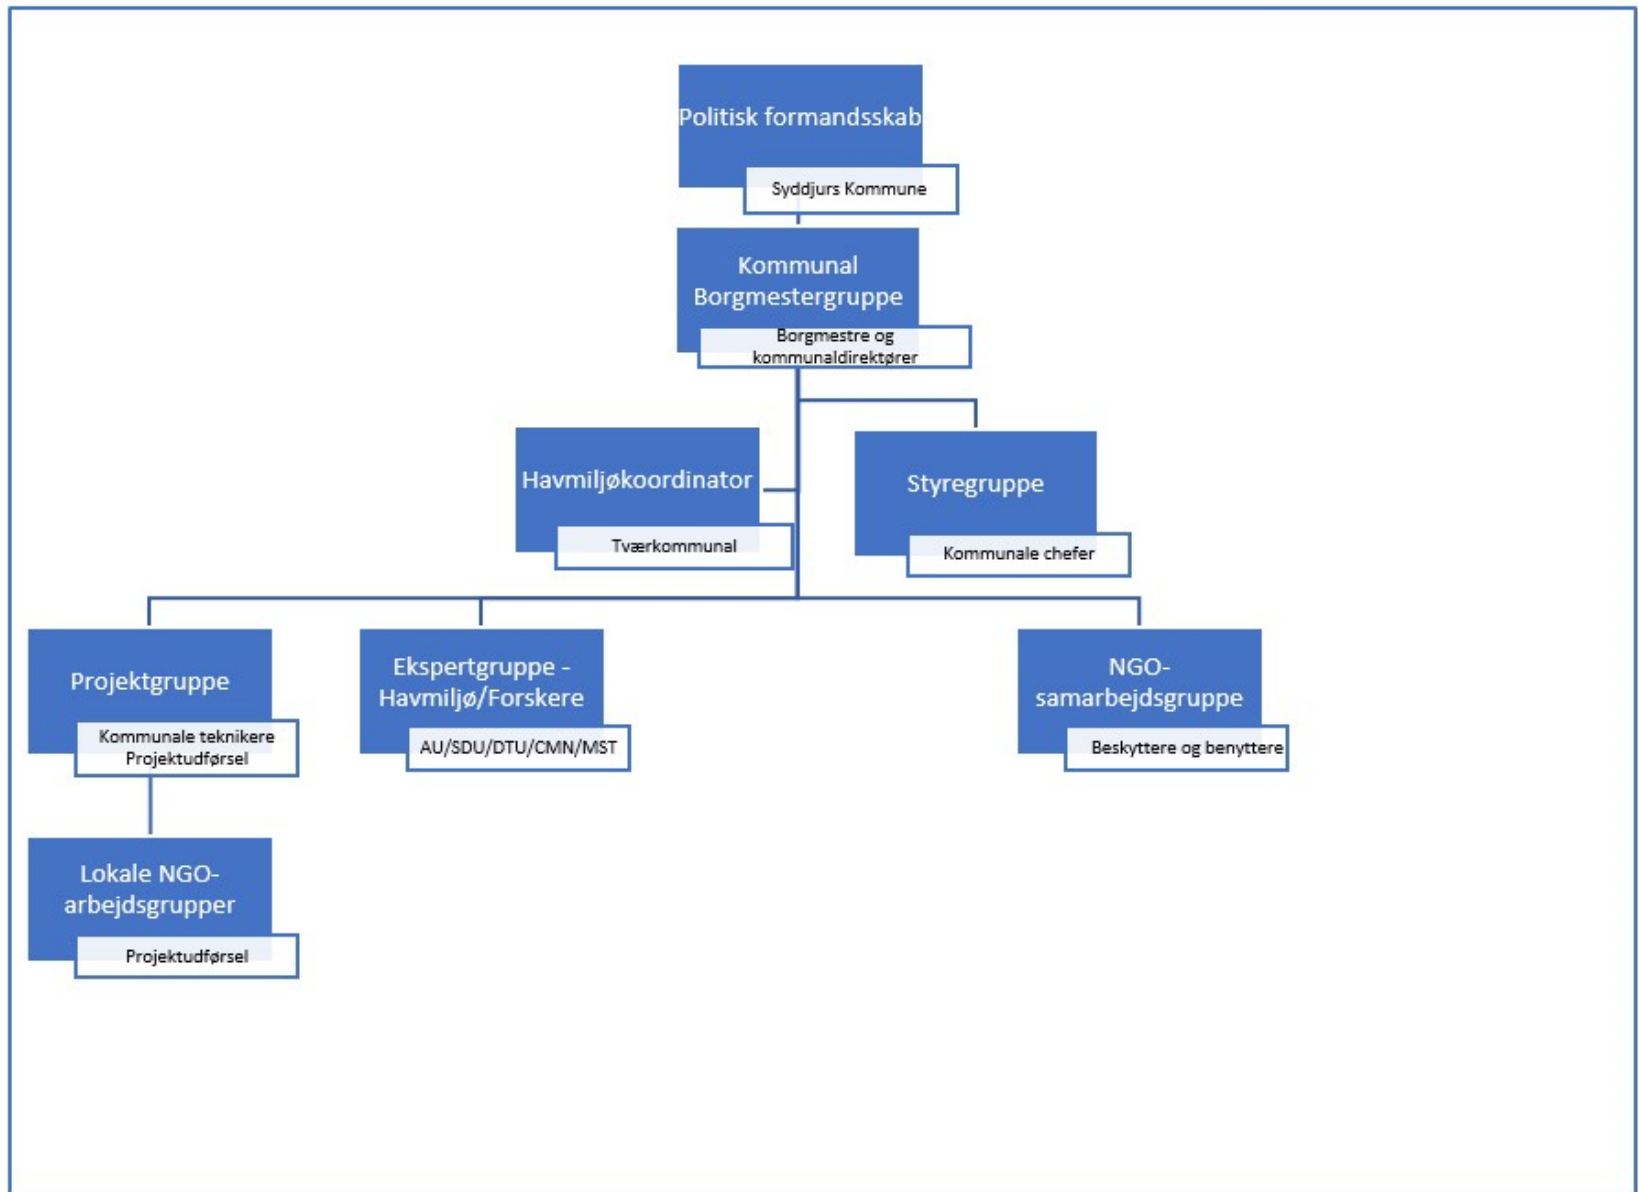 Politisk formandsskab
Syddjurs Kommune
Kommunal
Borgmestergruppe
Borgmestre og
kommunaldirektører
Havmiljøkoordinator
Tværkommunal
Styregruppe
Kommunale chefer
Projektgruppe
Kommunale teknikere
Projektudførsel
Ekspertgruppe -
Havmiljø/Forskere
AU/SDU/DTU/CMN/MST
NGO-
samarbejdsgruppe
Beskyttere og benyttere
Lokale NGO-
arbejdsgrupper
Projektudførsel